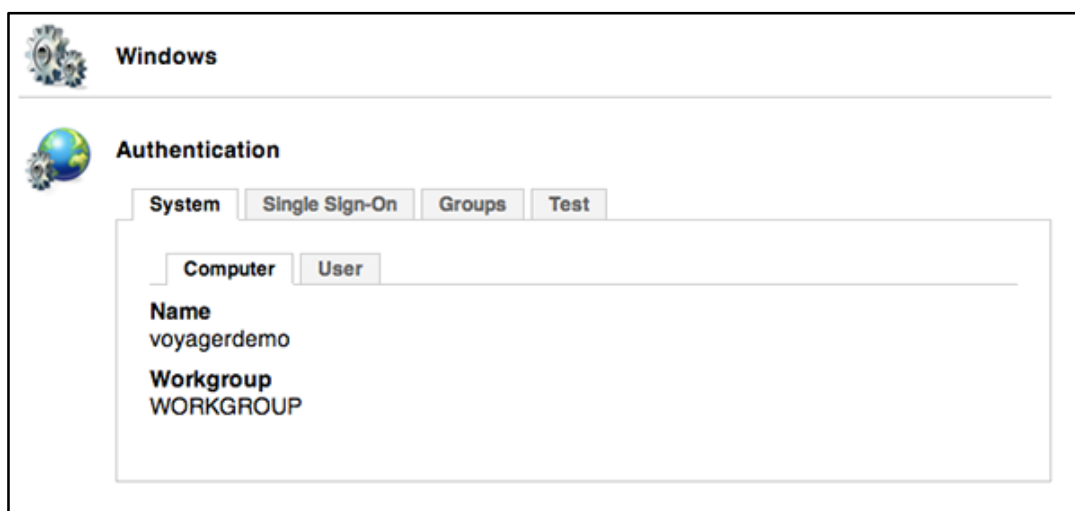 Windows
Authentication
System Single Sign-On Groups Test
Computer User
Name
voyagerdemo
Workgroup
WORKGROUP